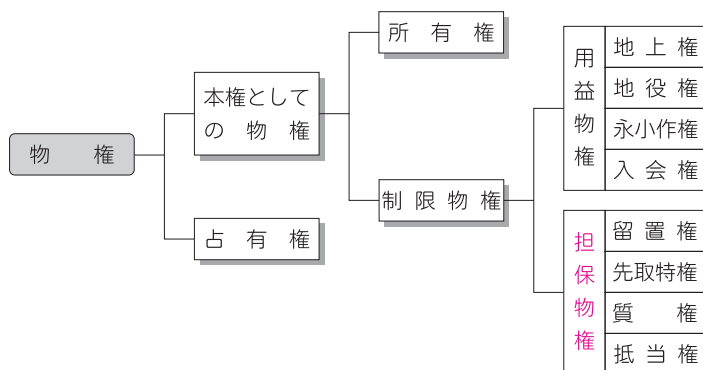 物権
本権として
の物権
占有権
所有権
制限物権
用益物権
地上権
地役権
永小作権
入会権
担保物権
留置権
先取特権
質権
抵当権